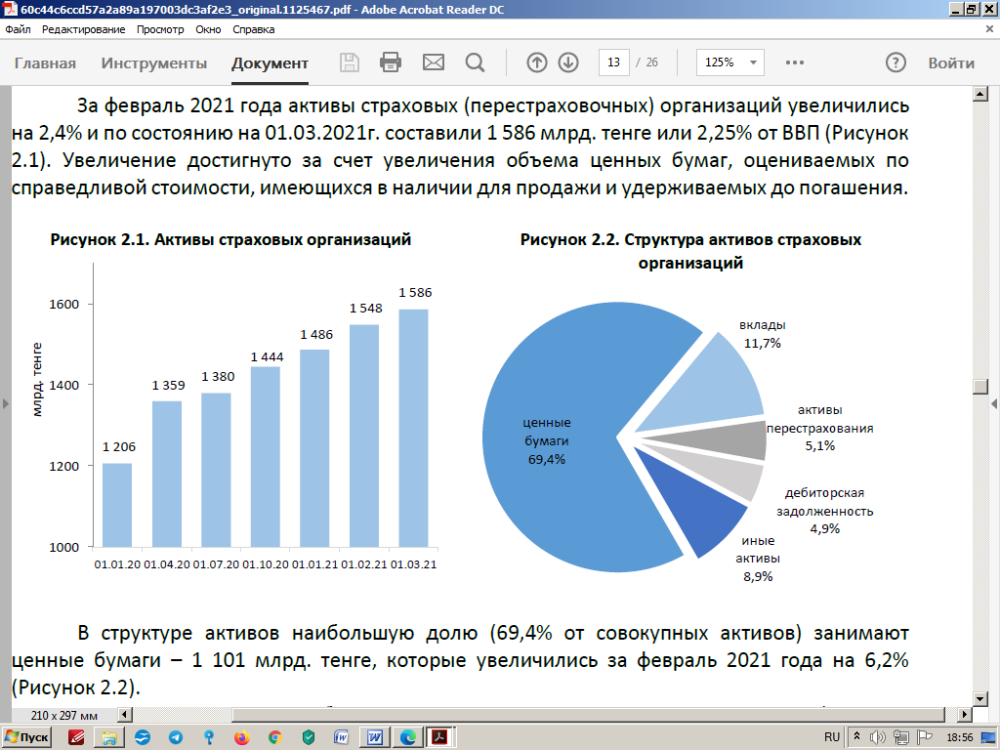 60c44c6ccd57a2a89a197003dc3af2e3_original.1125467.pdf - Adobe Acrobat Reader DC
Файл Редактирование Просмотр Окно Справка
Главная Инструменты Документ 13 / 26 125% Войти
За февраль 2021 года активы страховых (перестраховочных) организаций увеличились
на 2,4% и по состоянию на 01.03.2021г. составили 1 586 млрд. тенге или 2,25% от ВВП (Рисунок
2.1). Увеличение достигнуто за счет увеличения объема ценных бумаг, оцениваемых по
справедливой стоимости, имеющихся в наличии для продажи и удерживаемых до погашения.
Рисунок 2.1. Активы страховых организаций
млрд. тенге
1600
1400
1200
1000
1 206
1 359
1 380
1 444
1 486
1 548
1 586
01.01.20 01.04.20 01.07.20 01.10.20 01.01.21 01.02.21 01.03.21
Рисунок 2.2. Структура активов страховых
организаций
ценные
бумаги
69,4%
вклады
11,7%
активы
перестрахования
5,1%
дебиторская
задолженность
4,9%
иные
активы
8,9%
В структуре активов наибольшую долю (69,4% от совокупных активов) занимают
ценные бумаги – 1 101 млрд. тенге, которые увеличились за февраль 2021 года на 6,2%
(Рисунок 2.2).
210 x 297 мм
Пуск RU 18:56